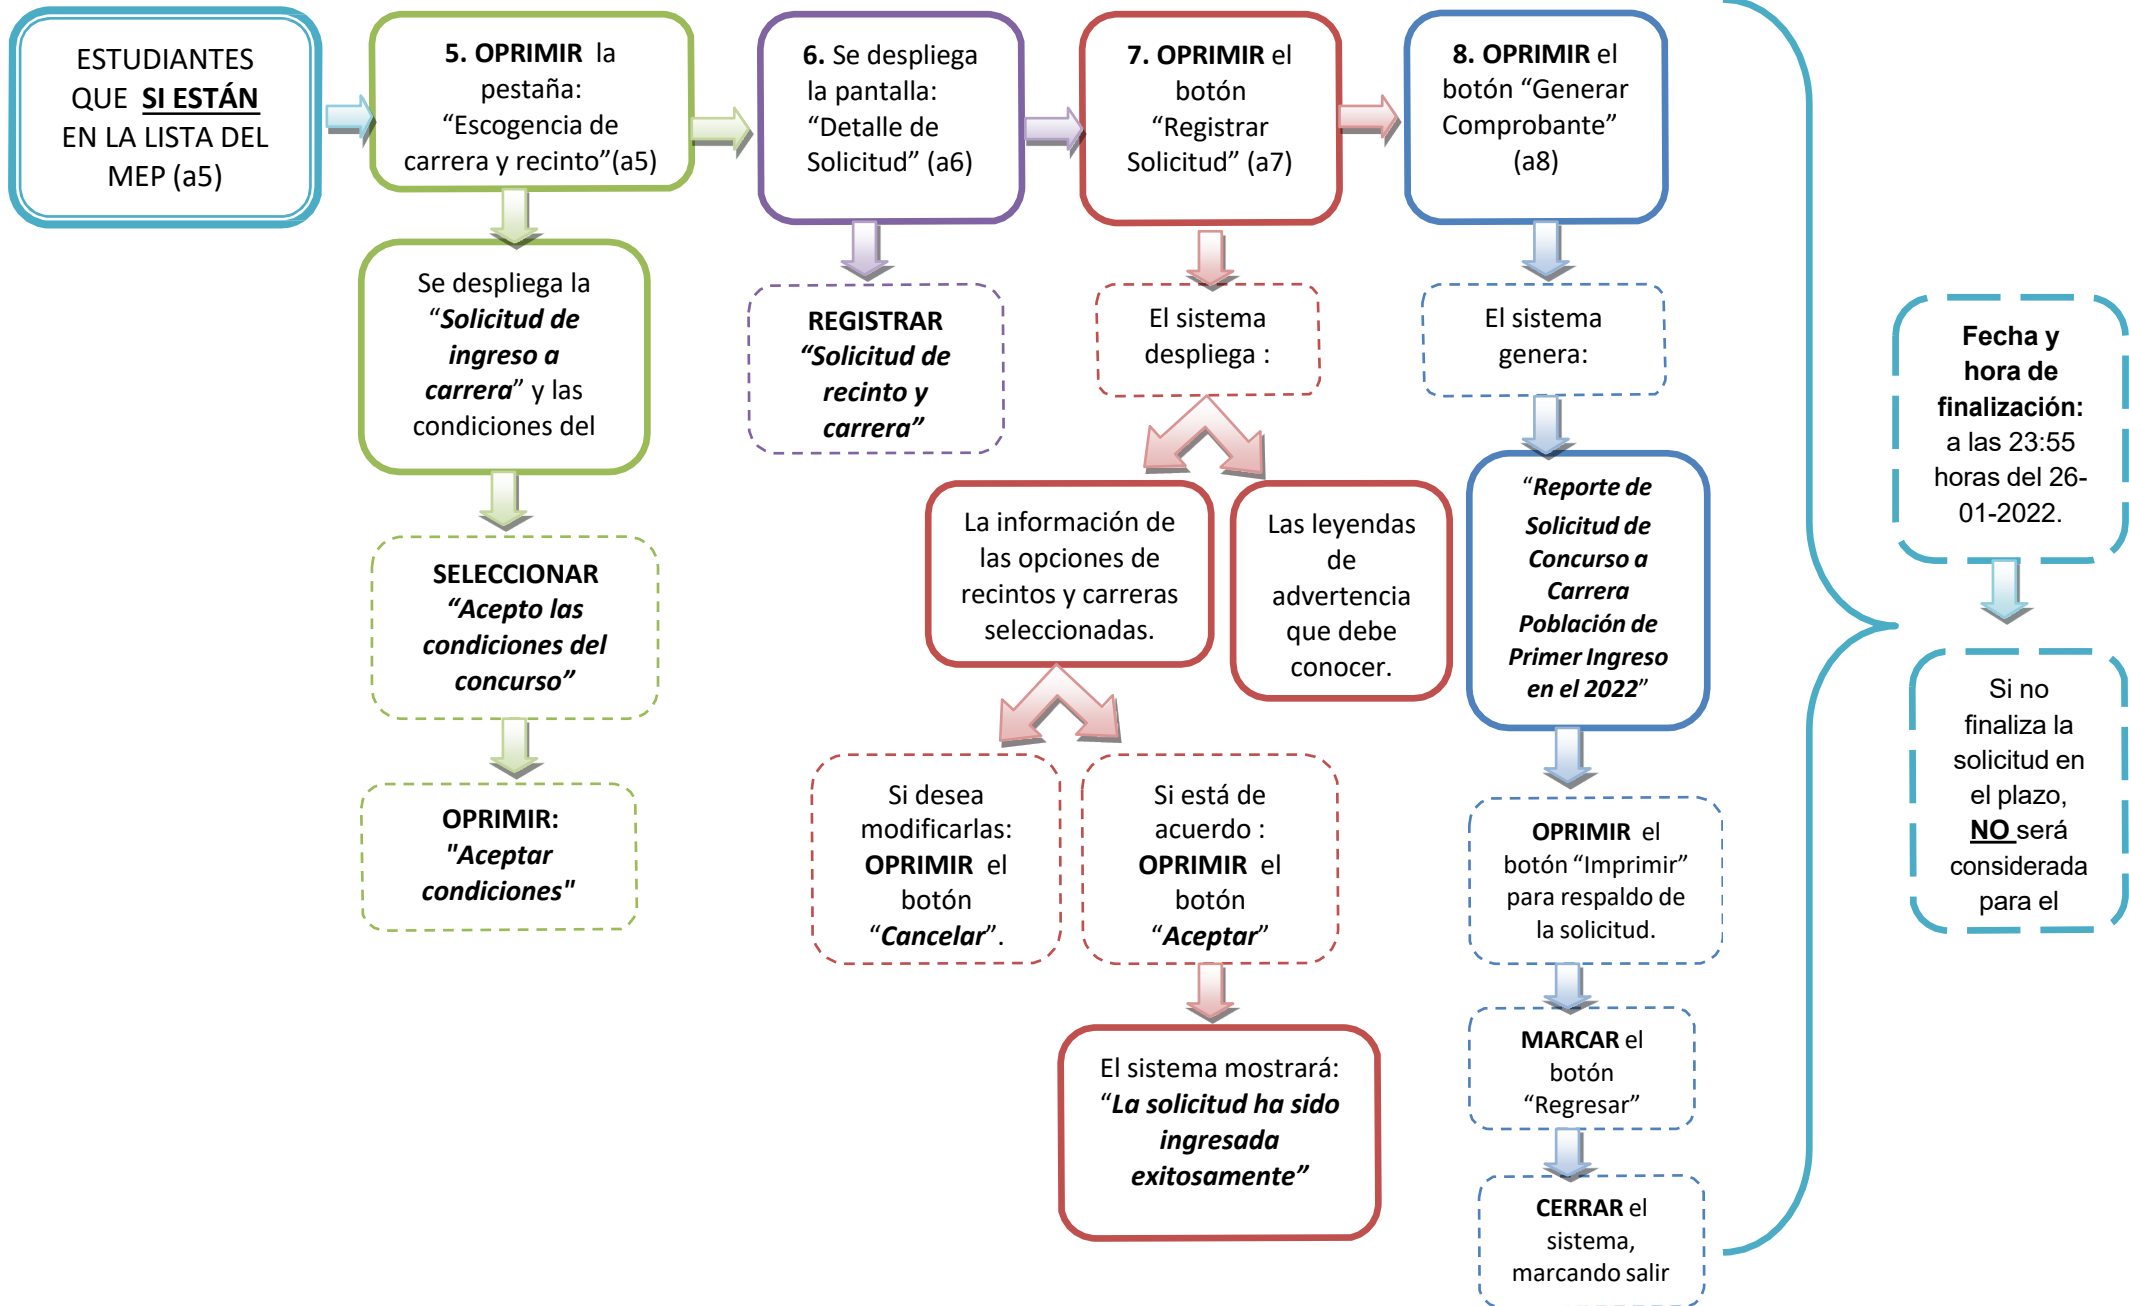 ESTUDIANTES
QUE SI ESTÁN
EN LA LISTA DEL
MEP (a5)
5. OPRIMIR la
pestaña:
“Escogencia de
carrera y recinto”(a5)
Se despliega la
“Solicitud de
ingreso a
carrera” y las
condiciones del
SELECCIONAR
“Acepto las
condiciones del
concurso”
OPRIMIR:
"Aceptar
condiciones"
6. Se despliega
la pantalla:
“Detalle de
Solicitud” (a6)
REGISTRAR
“Solicitud de
recinto y
carrera”
7. OPRIMIR el
botón
“Registrar
Solicitud” (a7)
El sistema
despliega :
La información de
las opciones de
recintos y carreras
seleccionadas.
Las leyendas
de
advertencia
que debe
conocer.
Si desea
modificarlas:
OPRIMIR el
botón
“Cancelar”.
Si está de
acuerdo :
OPRIMIR el
botón
“Aceptar”
El sistema mostrará:
“La solicitud ha sido
ingresada
exitosamente”
8. OPRIMIR el
botón “Generar
Comprobante”
(a8)
El sistema
genera:
“Reporte de
Solicitud de
Concurso a
Carrera
Población de
Primer Ingreso
en el 2022”
OPRIMIR el
botón “Imprimir”
para respaldo de
la solicitud.
MARCAR el
botón
“Regresar”
CERRAR el
sistema,
marcando salir
Fecha y
hora de
finalización:
a las 23:55
horas del 26-
01-2022.
Si no
finaliza la
solicitud en
el plazo,
NO será
considerada
para el